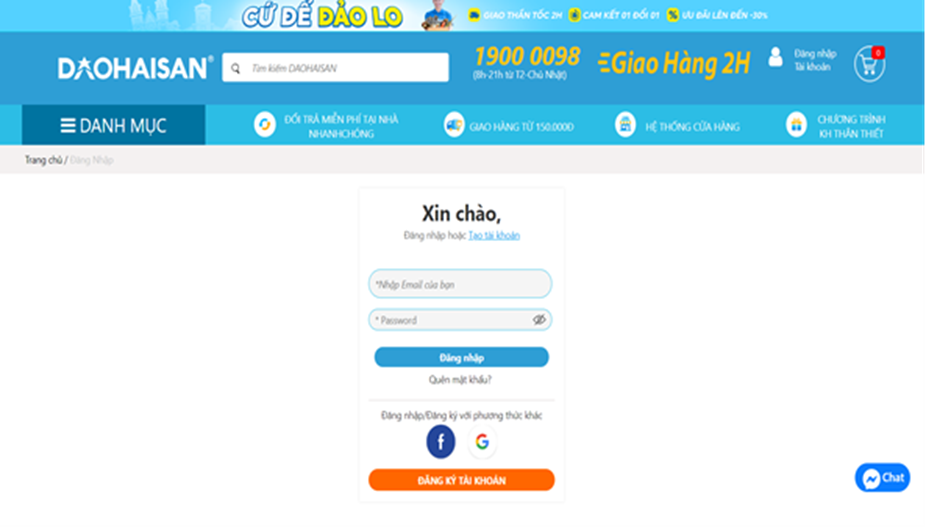 CỨ ĐỂ ĐẢO LO
GIAO THẦN TỐC 2H
CAM KẾT 01 ĐỔI 01
ƯU ĐÃI LÊN ĐẾN -30%
DAOHAISAN®
Tìm kiếm DAOHAISAN
1900 0098
(8h-21h từ T2-Chủ Nhật)
Giao Hàng 2H
Đăng nhập
Tài khoản
0
DANH MỤC
ĐỔI TRẢ MIỄN PHÍ TẠI NHÀ
NHANHCHÓNG
GIAO HÀNG TỪ 150.000Đ
HỆ THỐNG CỬA HÀNG
CHƯƠNG TRÌNH
KH THÂN THIẾT
Trang chủ / Đăng Nhập
Xin chào,
Đăng nhập hoặc Tạo tài khoản
*Nhập Email của bạn
* Password
Đăng nhập
Quên mật khẩu?
Đăng nhập/Đăng ký với phương thức khác
f G
ĐĂNG KÝ TÀI KHOẢN
Chat